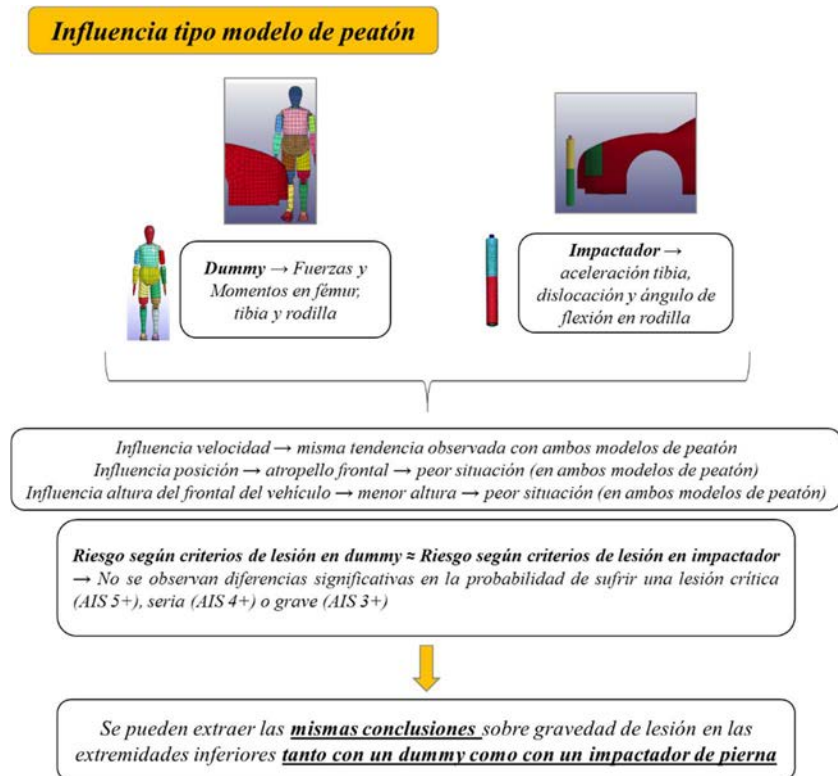 Influencia tipo modelo de peatón
Dummy → Fuerzas y
Momentos en fémur,
tibia y rodilla
Impactador →
aceleración tibia,
dislocación y ángulo de
flexión en rodilla
Influencia velocidad → misma tendencia observada con ambos modelos de peatón
Influencia posición → atropello frontal → peor situación (en ambos modelos de peatón)
Influencia altura del frontal del vehículo → menor altura → peor situación (en ambos modelos de peatón)
Riesgo según criterios de lesión en dummy ≈ Riesgo según criterios de lesión en impactador
→ No se observan diferencias significativas en la probabilidad de sufrir una lesión crítica
(AIS 5+), seria (AIS 4+) o grave (AIS 3+)
Se pueden extraer las mismas conclusiones sobre gravedad de lesión en las
extremidades inferiores tanto con un dummy como con un impactador de pierna